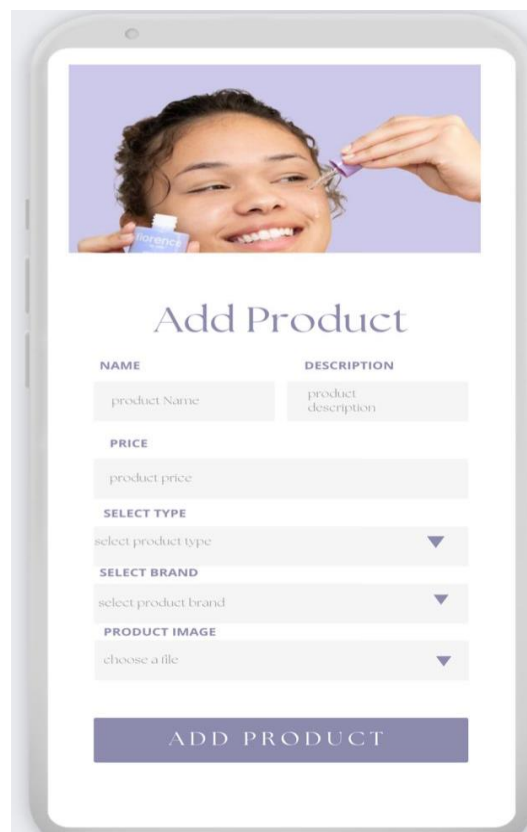 florence
Add Product
NAME DESCRIPTION
product Name
product
description
PRICE
product price
SELECT TYPE
select product type
SELECT BRAND
select product brand
PRODUCT IMAGE
choose a file
ADD PRODUCT